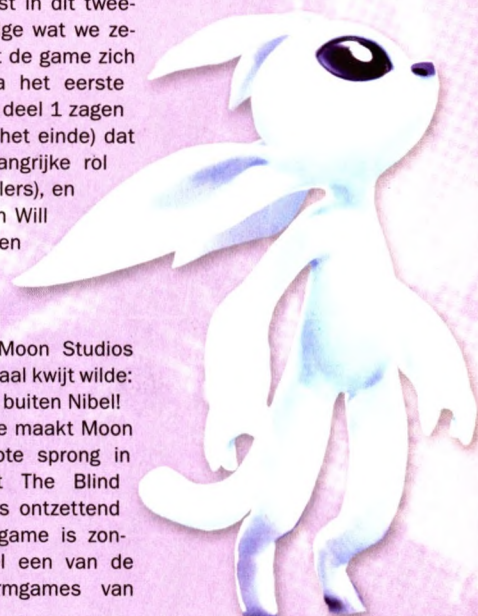 st in dit twee-
ge wat we ze-
t de game zich
a het eerste
deel 1 zagen
het einde) dat
angrijke rol
lers), en
n Will
en
Moon Studios
aal kwijt wilde:
buiten Nibel!
e maakt Moon
ote sprong in
t The Blind
s ontzettend
game is zon-
l een van de
rmgames van